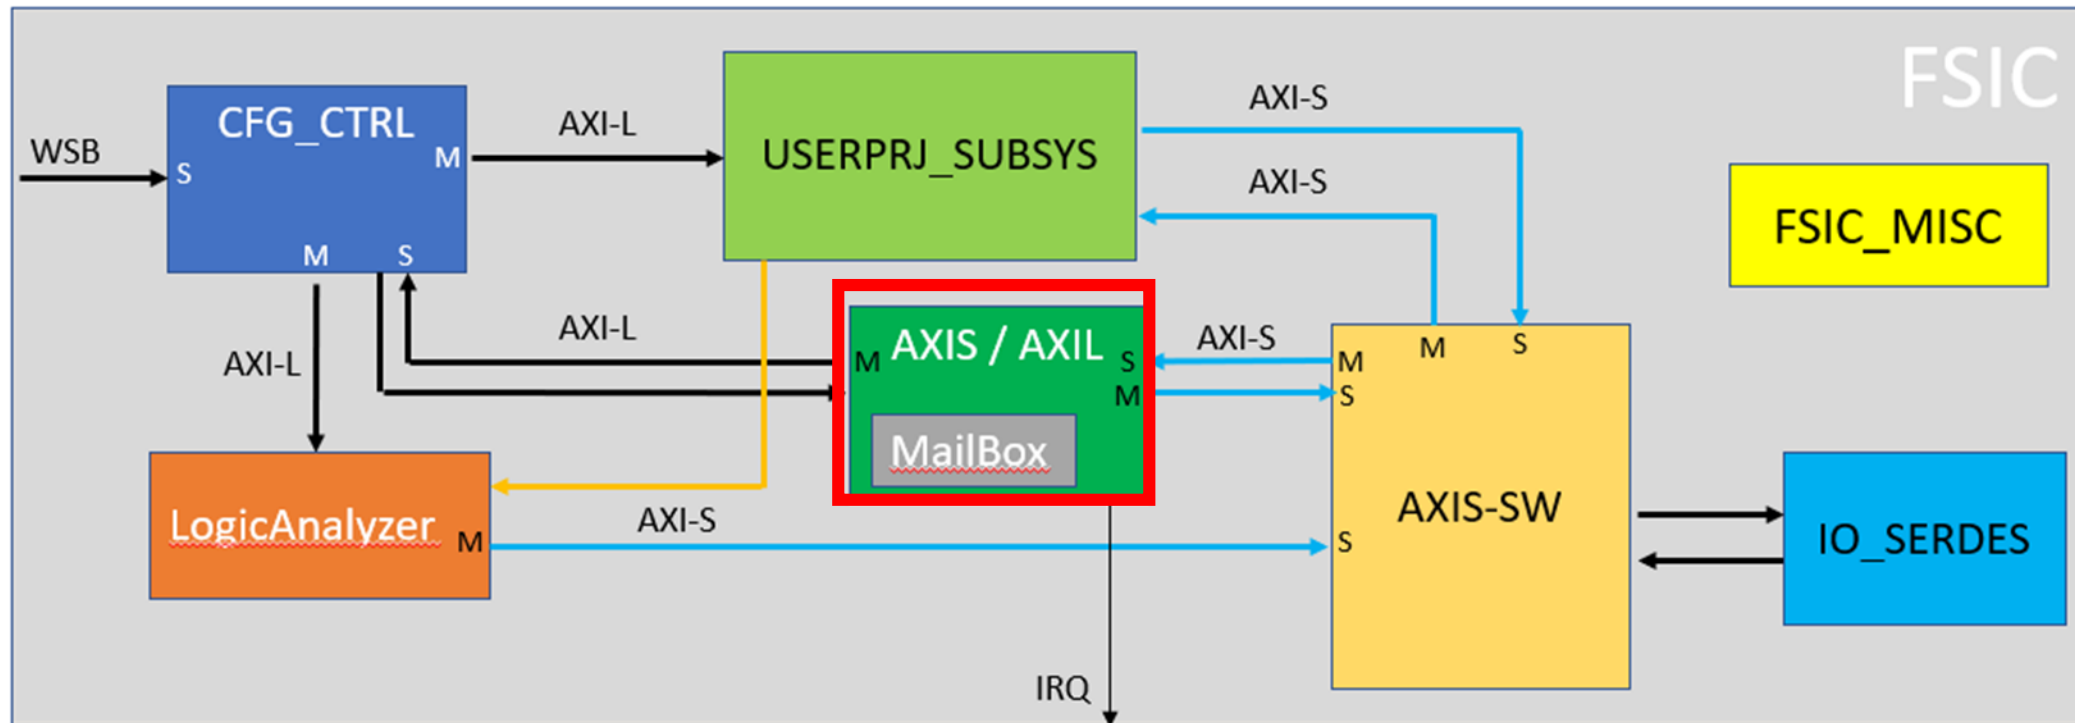 FSIC
WSB
S
CFG_CTRL
M
M
S
AXI-L
USERPRJ_SUBSYS
AXI-S
AXI-S
FSIC_MISC
AXI-L
AXI-L
M
AXIS / AXIL
S
M
MailBox
AXI-S
M
S
M
S
AXIS-SW
S
LogicAnalyzer
M
AXI-S
IO_SERDES
IRQ